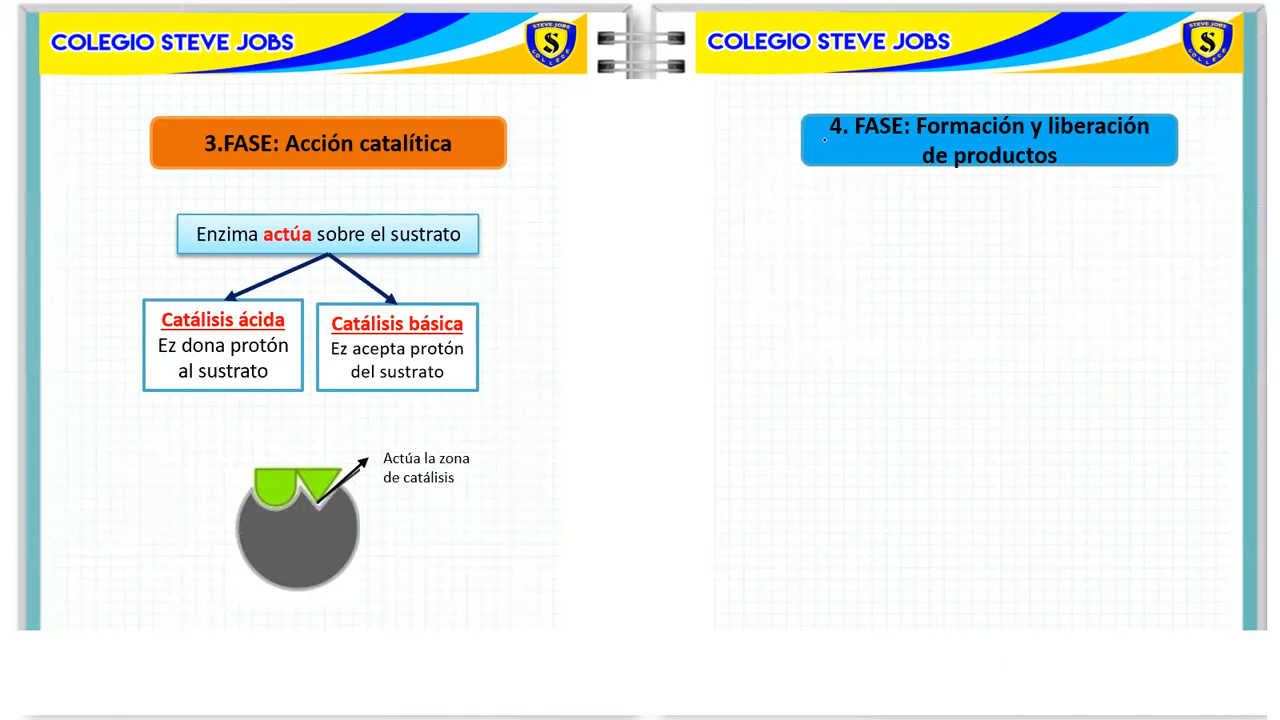 COLEGIO STEVE JOBS
S
COLLEGE
3.FASE: Acción catalítica
Enzima actúa sobre el sustrato
Catálisis ácida
Ez dona protón
al sustrato
Catálisis básica
Ez acepta protón
del sustrato
Actúa la zona
de catálisis
COLEGIO STEVE JOBS
S
COLLEGE
4. FASE: Formación y liberación
de productos